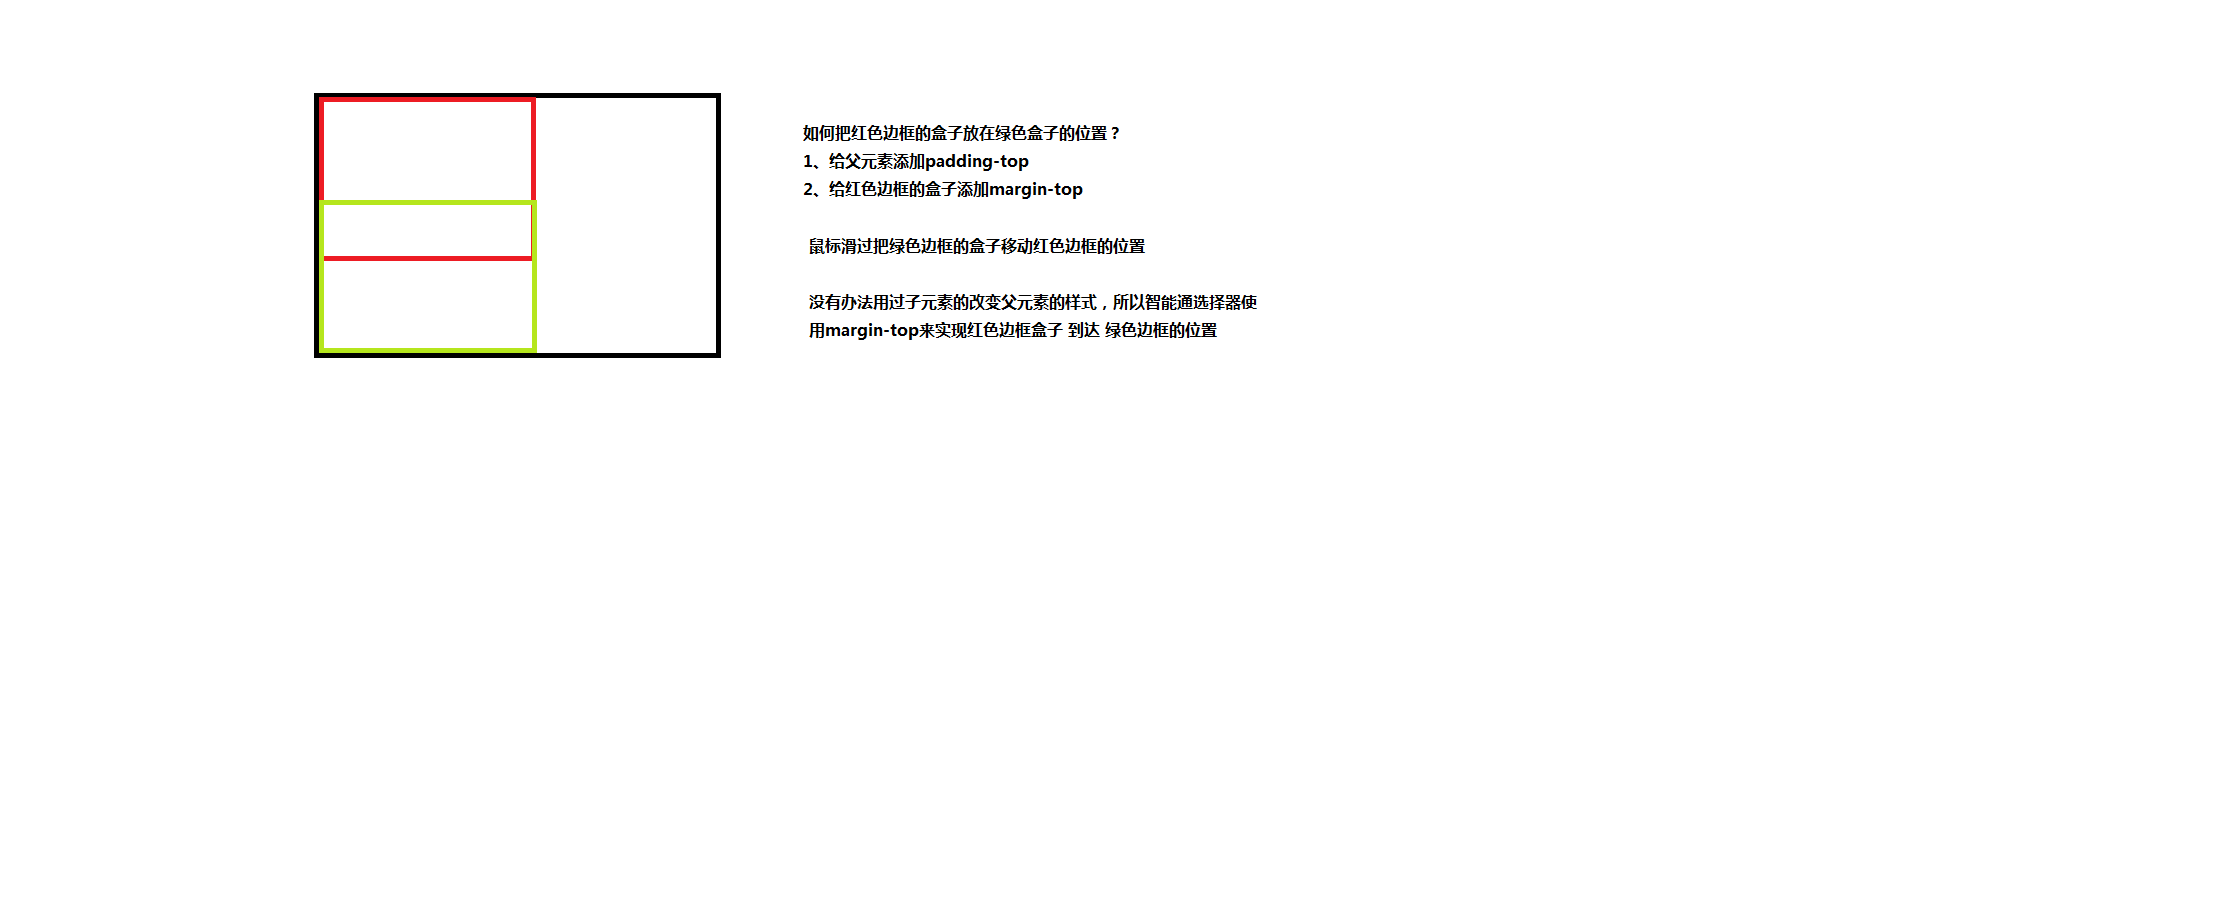 如何把红色边框的盒子放在绿色盒子的位置？
1、给父元素添加padding-top
2、给红色边框的盒子添加margin-top
鼠标滑过把绿色边框的盒子移动红色边框的位置
没有办法用过子元素的改变父元素的样式，所以智能通选择器使
用margin-top来实现红色边框盒子 到达 绿色边框的位置